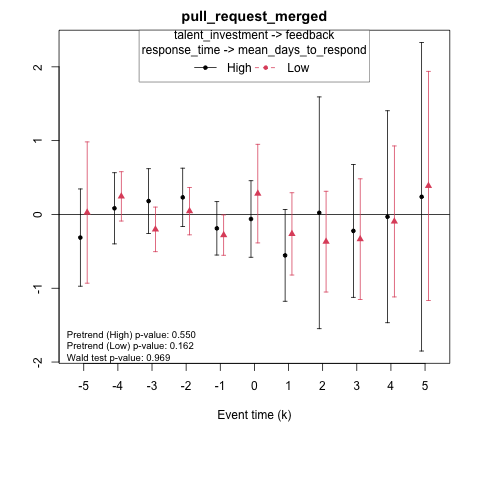 pull_request_merged
talent_investment -> feedback
response_time -> mean_days_to_respond
High Low
2
1
0
-1
-2
Pretrend (High) p-value: 0.550
Pretrend (Low) p-value: 0.162
Wald test p-value: 0.969
-5 -4 -3 -2 -1 0 1 2 3 4 5
Event time (k)